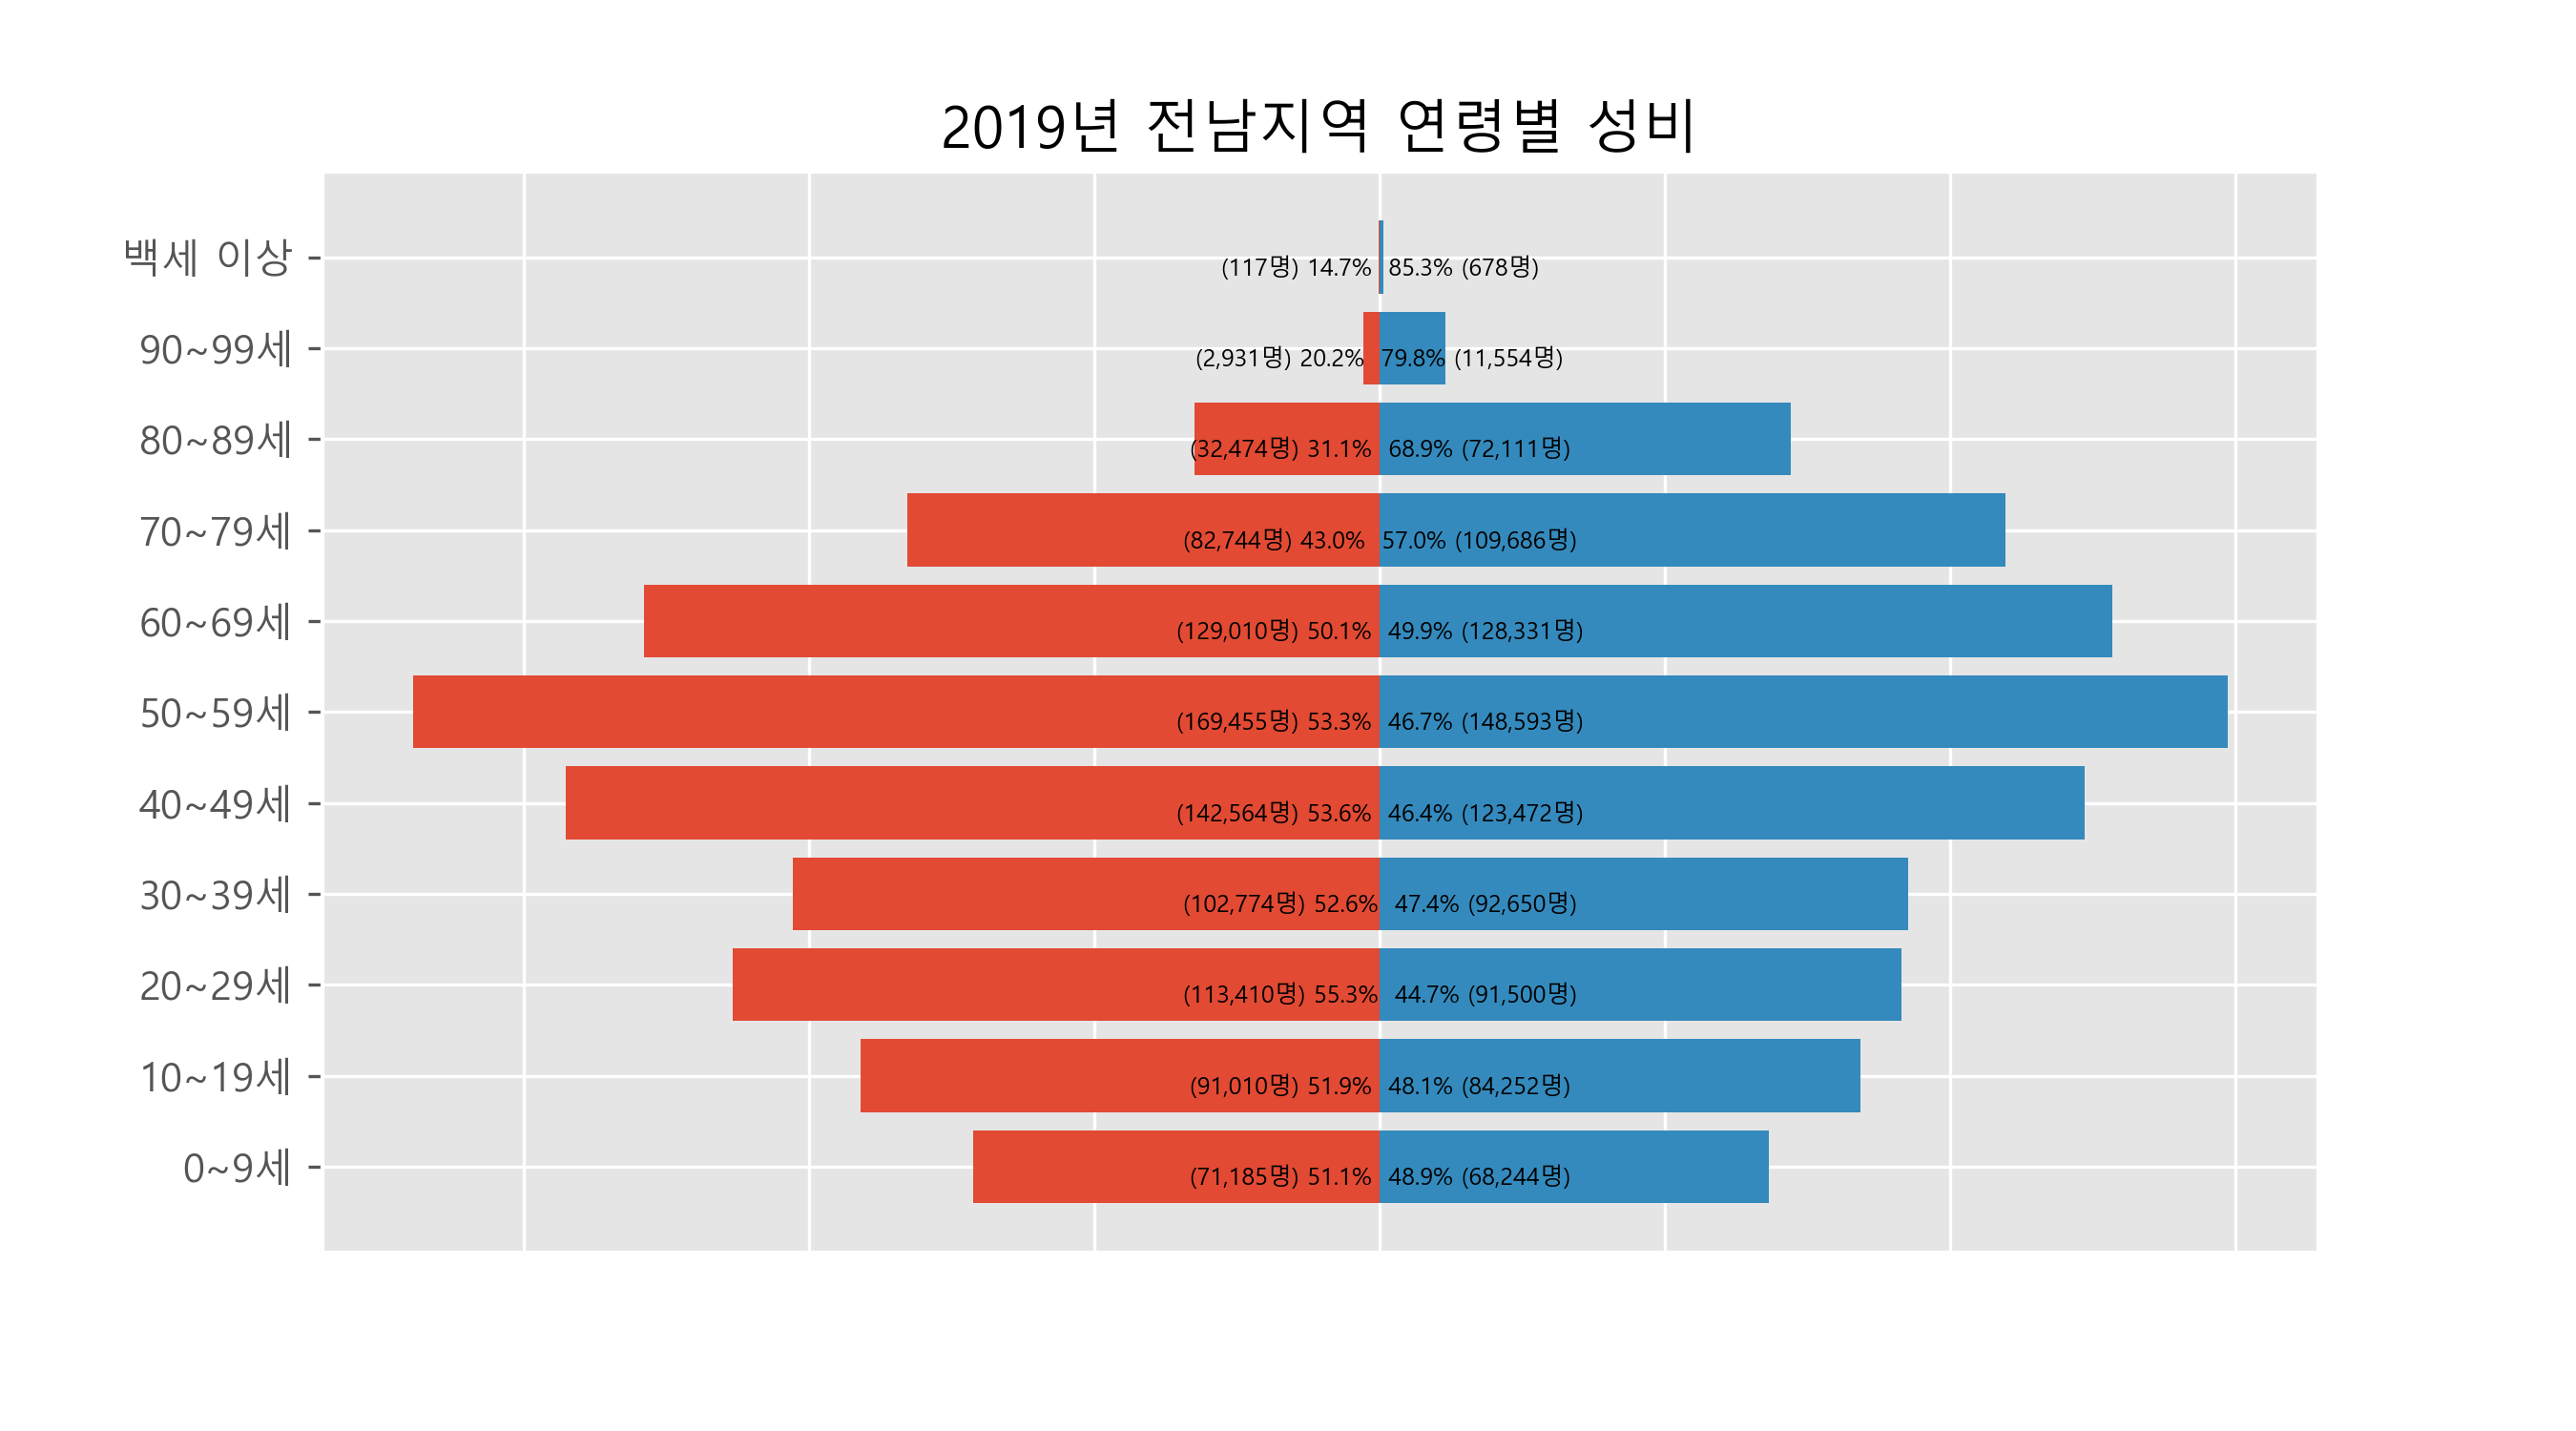 2019년 전남지역 연령별 성비
백세 이상 (117명) 14.7% 85.3% (678명)
90~99세 (2,931명) 20.2% 79.8% (11,554명)
80~89세 (32,474명) 31.1% 68.9% (72,111명)
70~79세 (82,744명) 43.0% 57.0% (109,686명)
60~69세 (129,010명) 50.1% 49.9% (128,331명)
50~59세 (169,455명) 53.3% 46.7% (148,593명)
40~49세 (142,564명) 53.6% 46.4% (123,472명)
30~39세 (102,774명) 52.6% 47.4% (92,650명)
20~29세 (113,410명) 55.3% 44.7% (91,500명)
10~19세 (91,010명) 51.9% 48.1% (84,252명)
0~9세 (71,185명) 51.1% 48.9% (68,244명)